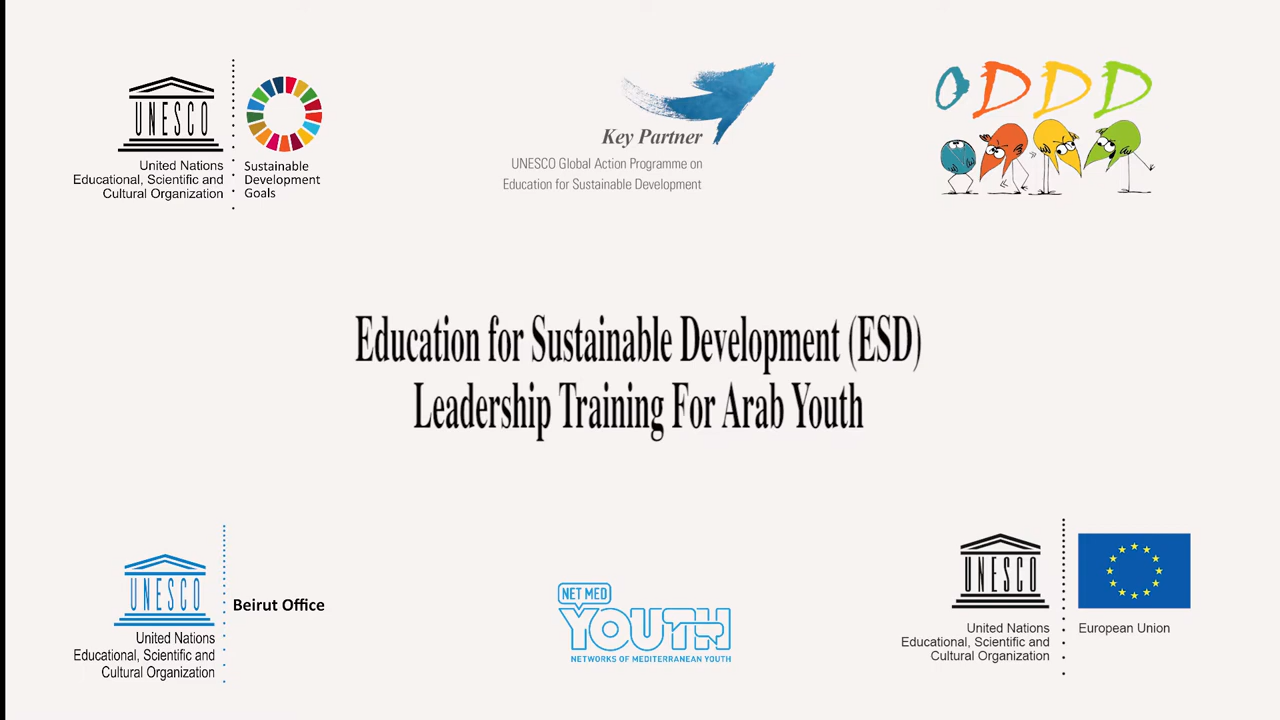 UNESCO
United Nations
Educational, Scientific and
Cultural Organization
Sustainable
Development
Goals
Key Partner
UNESCO Global Action Programme on
Education for Sustainable Development
ODDD
Education for Sustainable Development (ESD)
Leadership Training For Arab Youth
UNESCO
United Nations
Educational, Scientific and
Cultural Organization
Beirut Office
NET MED
YOUTH
NETWORKS OF MEDITERRANEAN YOUTH
UNESCO
United Nations
Educational, Scientific and
Cultural Organization
European Union